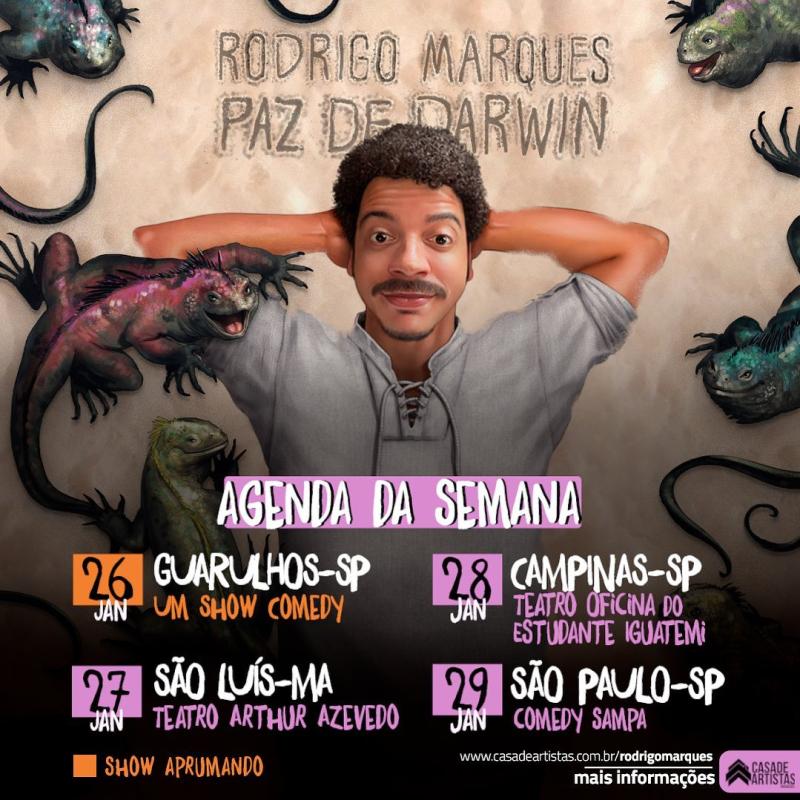 RODRIGO MARQUES
PAZ DE DARWIN
AGENDA DA SEMANA
26 JAN
GUARULHOS-SP
UM SHOW COMEDY
27 JAN
SÃO LUÍS-MA
TEATRO ARTHUR AZEVEDO
28 JAN
CAMPINAS-SP
TEATRO OFICINA DO
ESTUDANTE IGUATEMI
29 JAN
SÃO PAULO-SP
COMEDY SAMPA
SHOW APRUMANDO
www.casadeartistas.com.br/rodrigomarques
mais informações
CASA DE
ARTISTAS